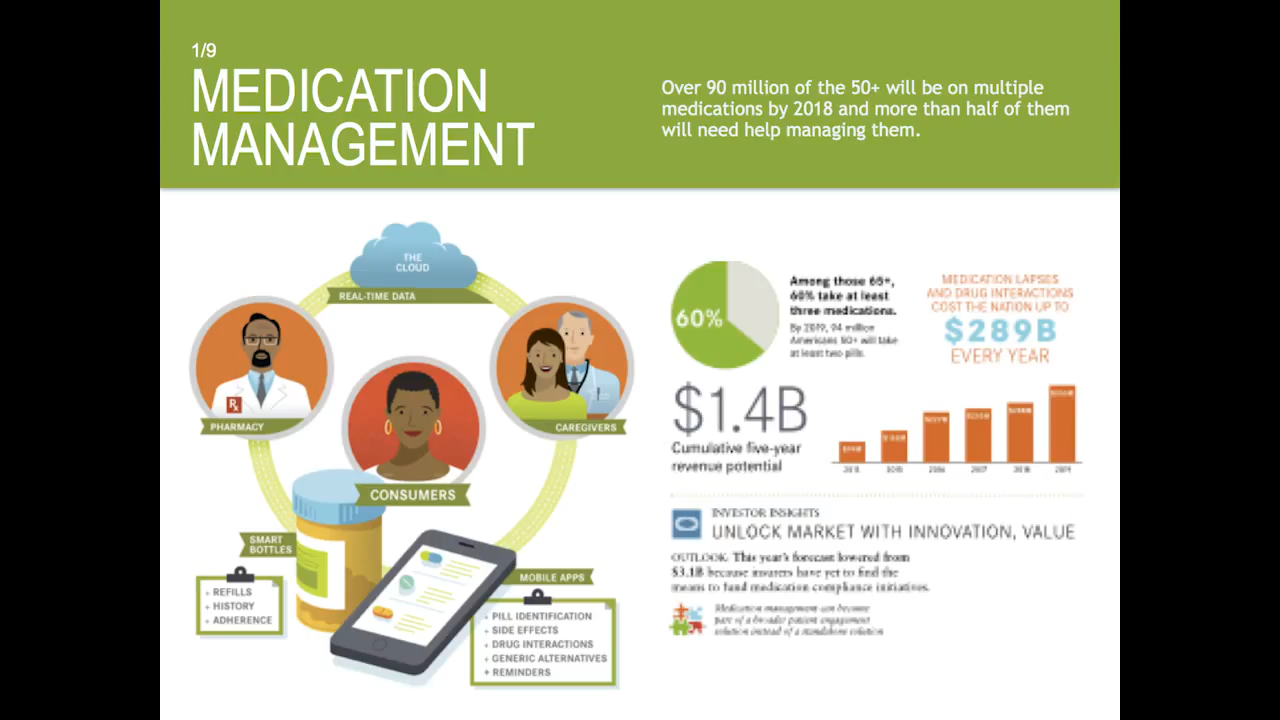 1/9
MEDICATION
MANAGEMENT
Over 90 million of the 50+ will be on multiple
medications by 2018 and more than half of them
will need help managing them.
THE
CLOUD
REAL-TIME DATA
Rx
PHARMACY
CAREGIVERS
CONSUMERS
SMART
BOTTLES
+ REFILLS
+ HISTORY
+ ADHERENCE
MOBILE APPS
+ PILL IDENTIFICATION
+ SIDE EFFECTS
+ DRUG INTERACTIONS
+ GENERIC ALTERNATIVES
+ REMINDERS
60%
Among those 65+,
60% take at least
three medications.
By 2019, 94 million
Americans 50+ will take
at least two pills.
MEDICATION LAPSES
AND DRUG INTERACTIONS
COST THE NATION UP TO
$289B
EVERY YEAR
$1.4B
Cumulative five-year
revenue potential
2015 2016 2017 2018 2019
INVESTOR INSIGHTS
UNLOCK MARKET WITH INNOVATION, VALUE
OUTLOOK This year's forecast lowered from
$3.1B because insurers have yet to find the
means to fund medication compliance initiatives.
Medication management can become
part of a broader patient engagement
solution instead of a standalone solution